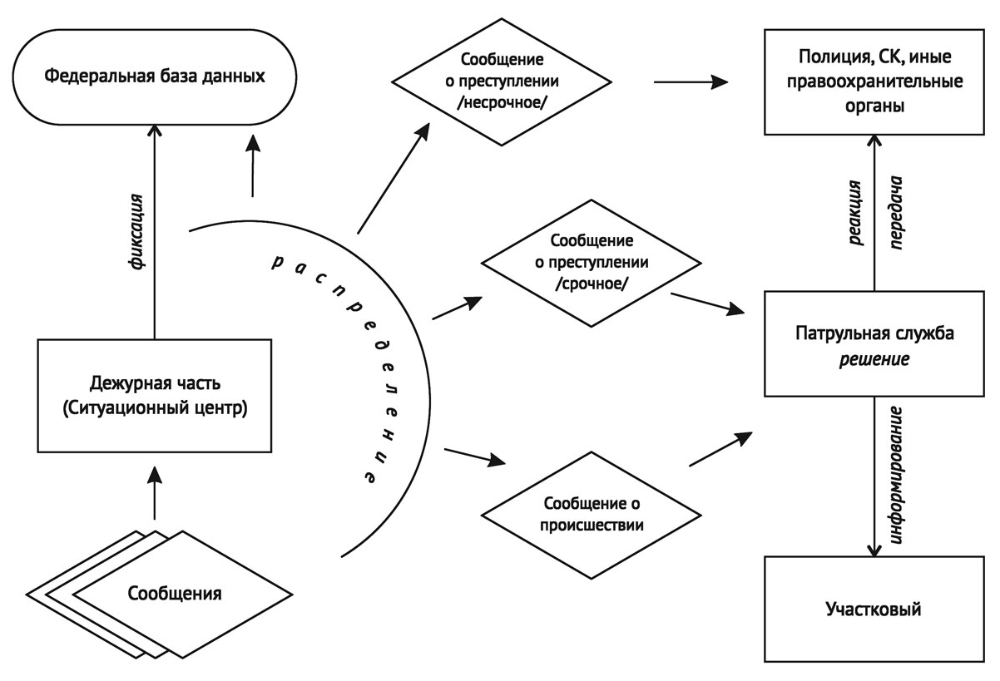 Федеральная база данных
фиксация
Дежурная часть
(Ситуационный центр)
Сообщения
распределение
Сообщение
о преступлении
/несрочное/
Сообщение
о преступлении
/срочное/
Сообщение о
происшествии
Полиция, СК, иные
правоохранительные
органы
реакция
передача
Патрульная служба
решение
информирование
Участковый